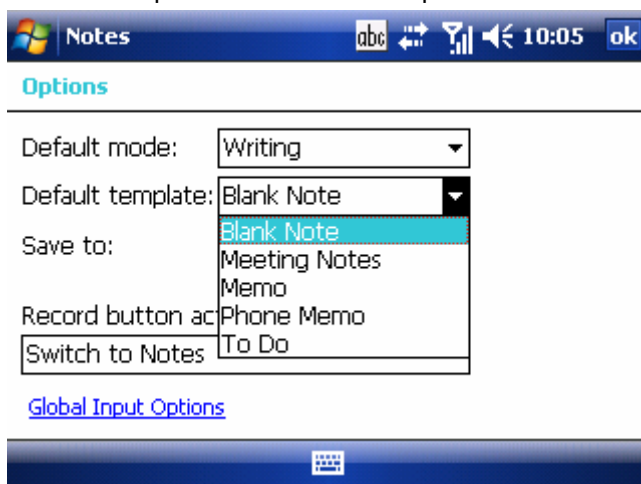 Notes abc 10:05 ok
Options
Default mode: Writing
Default template: Blank Note
Blank Note
Save to:
Meeting Notes
Memo
Record button ac Phone Memo
To Do
Switch to Notes
Global Input Options